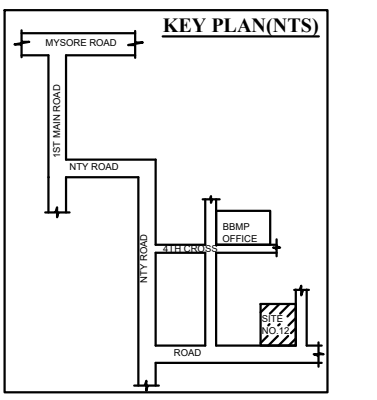 KEY PLAN(NTS)
MYSORE ROAD
1ST MAIN ROAD
NTY ROAD
BBMP
OFFICE
4TH CROSS
NTY ROAD
SITE
NO.12
ROAD